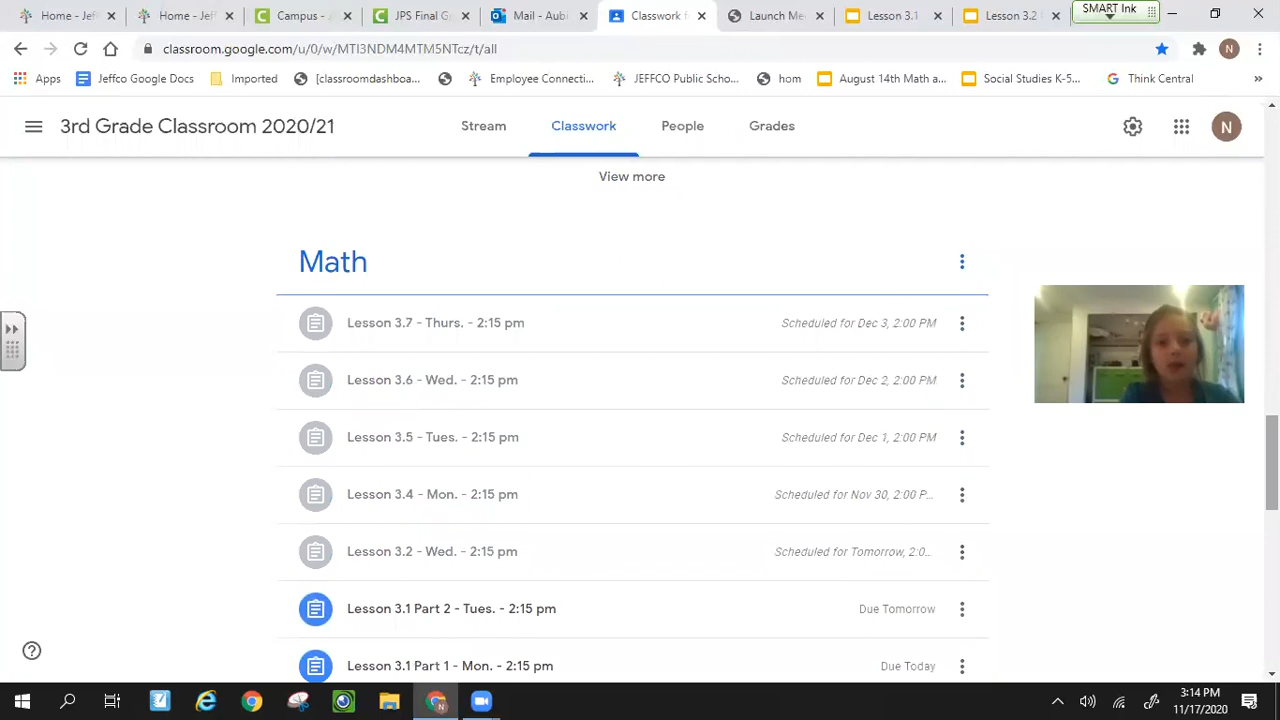 Home - Jeff
Home - Jeff
Campus - A
JPS Final G
Mail - Aubi
Classwork f
Launch Me
Lesson 3.1
Lesson 3.2
SMART Ink
classroom.google.com/u/0/w/MTI3NDM4MTM5NTcz/t/all
N
Apps
Jeffco Google Docs
Imported
[classroomdashboa...
Employee Connecti...
JEFFCO Public Scho...
hsm
August 14th Math a...
Social Studies K-5...
Think Central
»
3rd Grade Classroom 2020/21
Stream
Classwork
People
Grades
N
View more
Math
Lesson 3.7 - Thurs. - 2:15 pm
Scheduled for Dec 3, 2:00 PM
Lesson 3.6 - Wed. - 2:15 pm
Scheduled for Dec 2, 2:00 PM
Lesson 3.5 - Tues. - 2:15 pm
Scheduled for Dec 1, 2:00 PM
Lesson 3.4 - Mon. - 2:15 pm
Scheduled for Nov 30, 2:00 P...
Lesson 3.2 - Wed. - 2:15 pm
Scheduled for Tomorrow, 2:0...
Lesson 3.1 Part 2 - Tues. - 2:15 pm
Due Tomorrow
Lesson 3.1 Part 1 - Mon. - 2:15 pm
Due Today
3:14 PM
11/17/2020